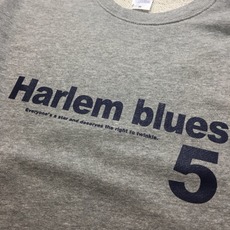 Harlem blues
Everyone's a star and deserves the right to twinkle.
5